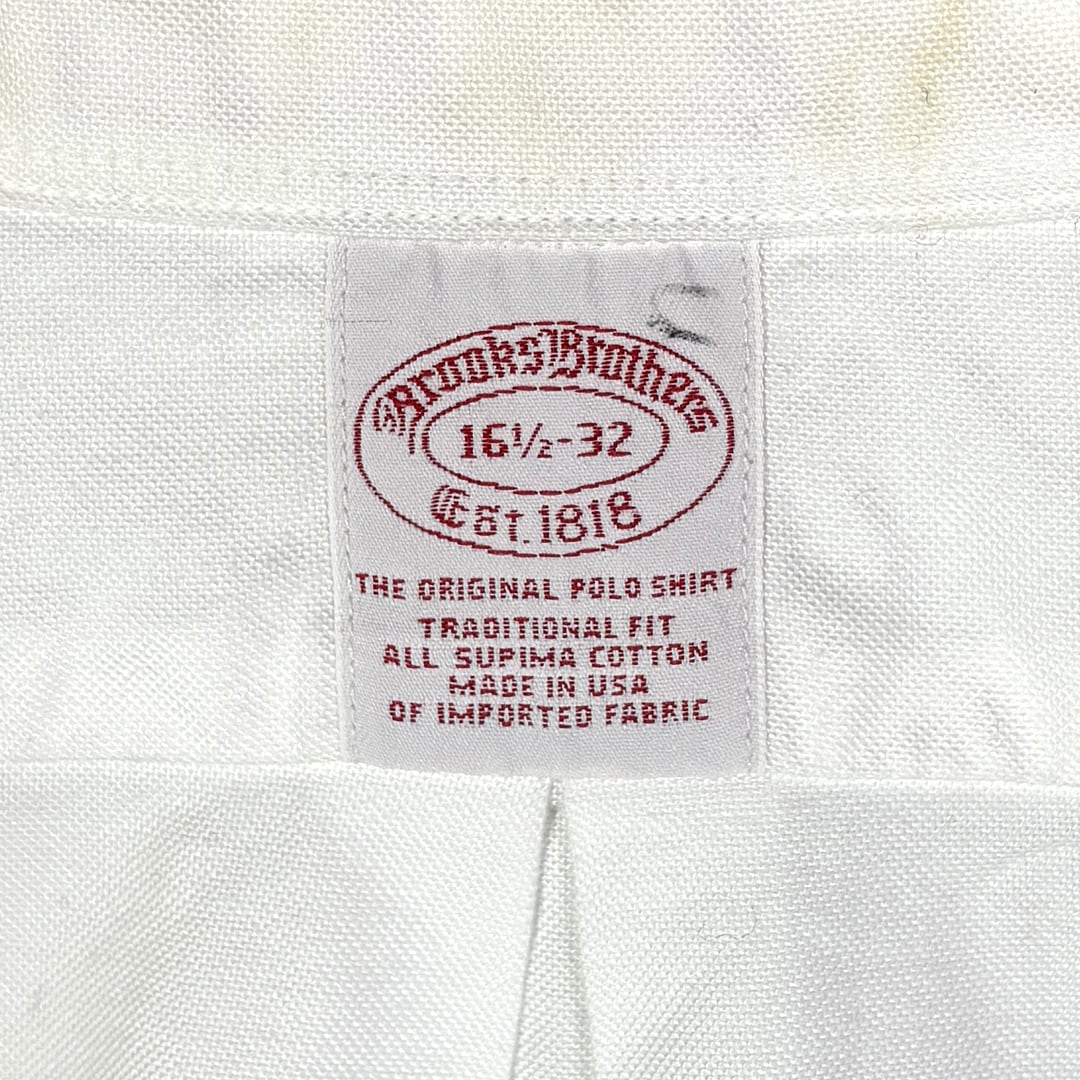 Brooks Brothers
16½-32
Est. 1818
THE ORIGINAL POLO SHIRT
TRADITIONAL FIT
ALL SUPIMA COTTON
MADE IN USA
OF IMPORTED FABRIC